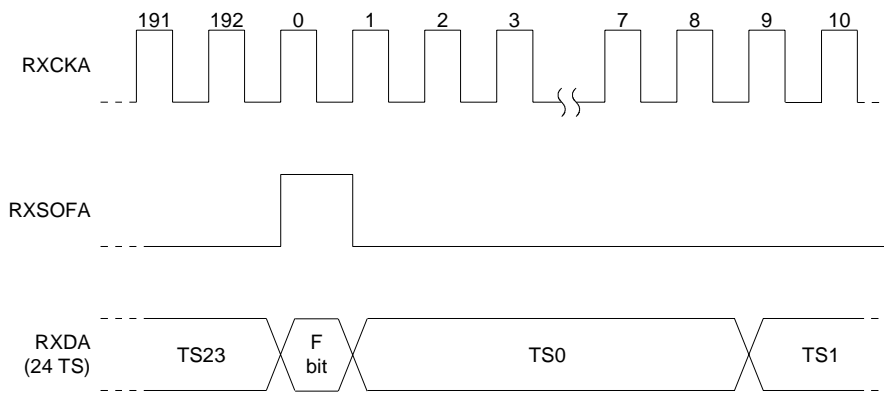 191 192 0 1 2 3 7 8 9 10
RXCKA
RXSOFA
RXDA
(24 TS)
TS23
F
bit
TS0
TS1